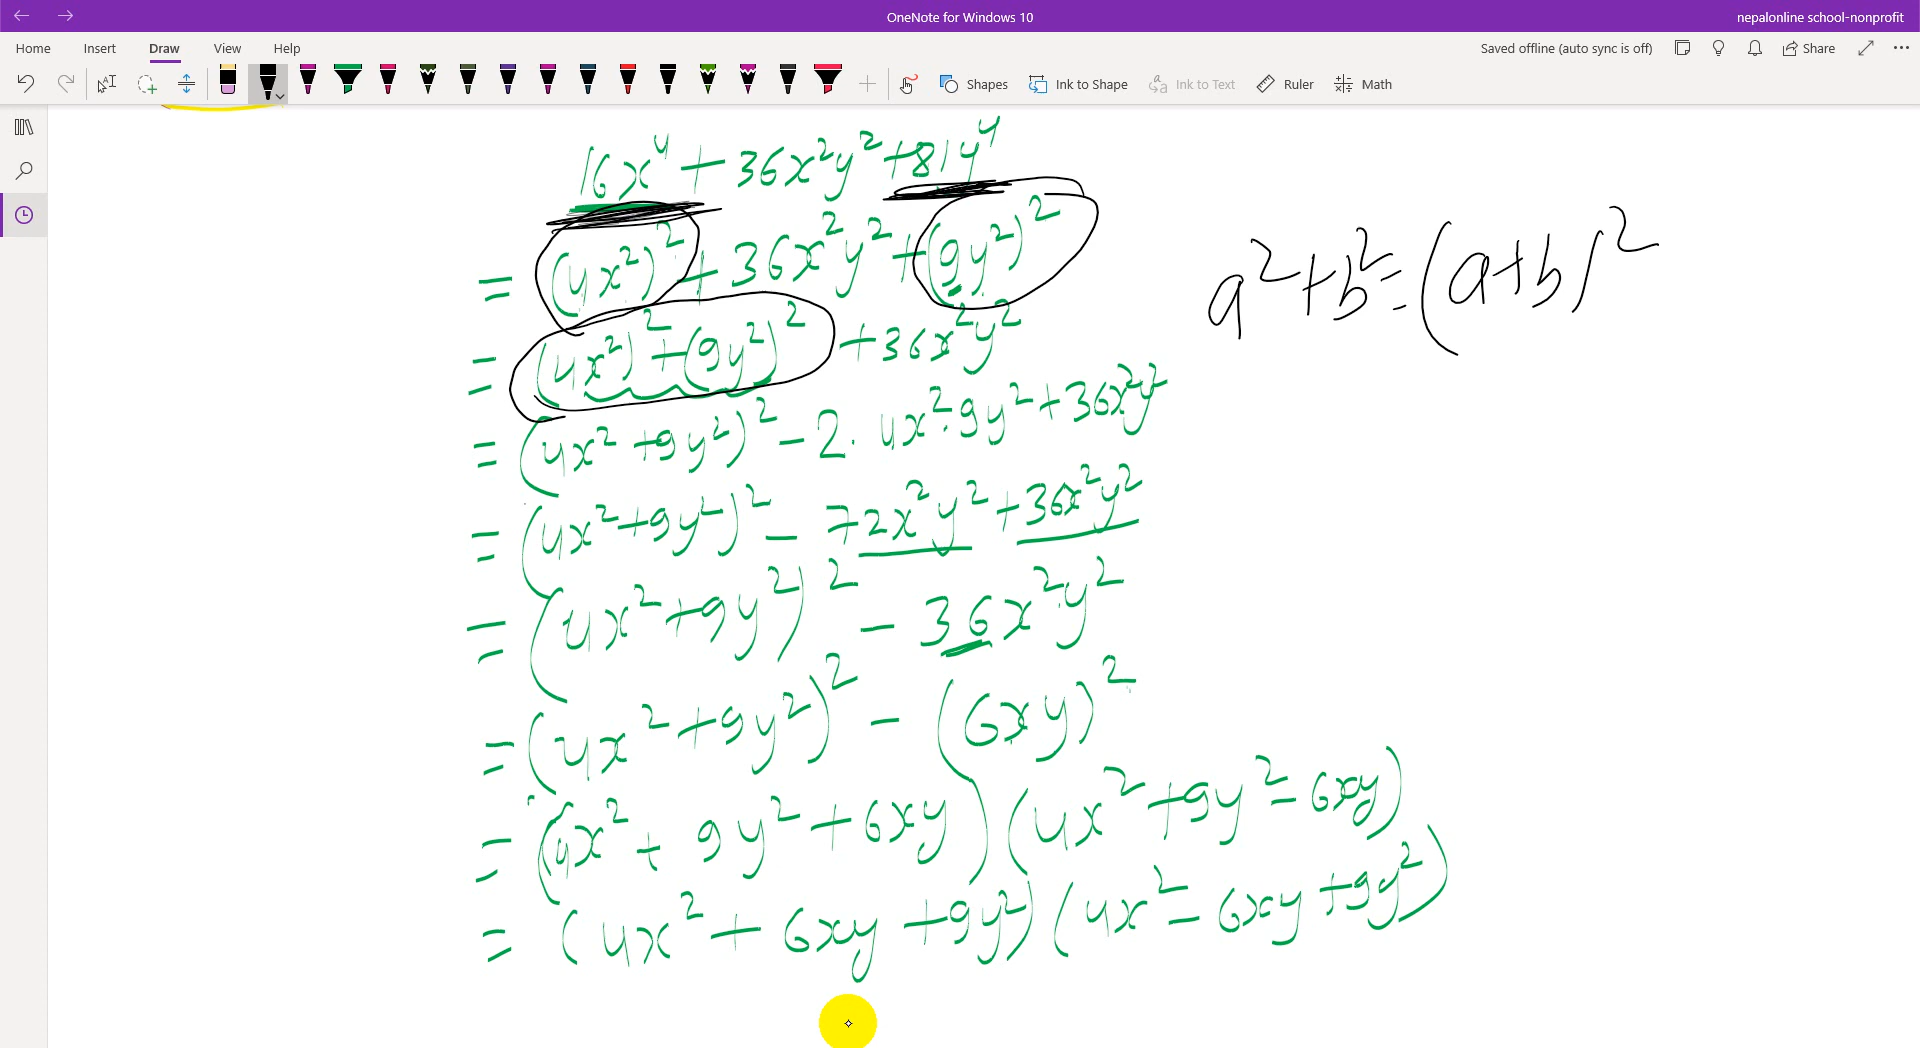 OneNote for Windows 10
nepalonline school-nonprofit
Home Insert Draw View Help
Saved offline (auto sync is off) Share
Shapes Ink to Shape Ink to Text Ruler Math
16x⁴ + 36x²y² + 81y⁴
= (4x²)² + 36x²y² + (9y²)²
a² + b² = (a+b)²
= (4x²)² + (9y²)² + 36x²y²
= (4x² + 9y²)² - 2. 4x². 9y² + 36x²y²
= (4x² + 9y²)² - 72x²y² + 36x²y²
= (4x² + 9y²)² - 36x²y²
= (4x² + 9y²)² - (6xy)²
= (4x² + 9y² + 6xy) (4x² + 9y² - 6xy)
= (4x² + 6xy + 9y²) (4x² - 6xy + 9y²)